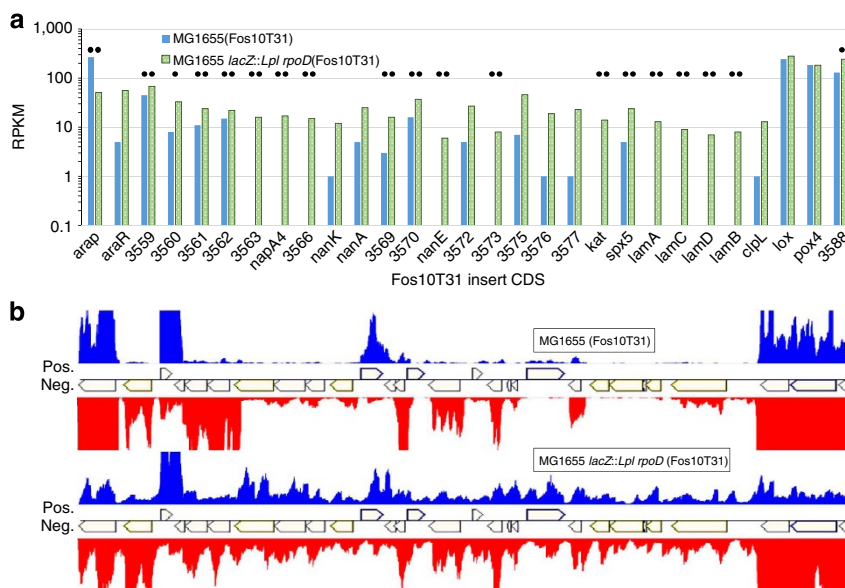 a
1,000
100
10
1
0.1
RPKM
MG1655(Fos10T31)
MG1655 lacZ::Lpl rpoD(Fos10T31)
arap araR 3559 3560 3561 3562 3563 napA4 3566 nanK nanA 3569 3570 nanE 3572 3573 3575 3576 3577 kat spx5 lamA lamC lamD lamB clpL lox pox4 3588
Fos10T31 insert CDS
b
MG1655 (Fos10T31)
Pos.
Neg.
MG1655 lacZ::Lpl rpoD (Fos10T31)
Pos.
Neg.